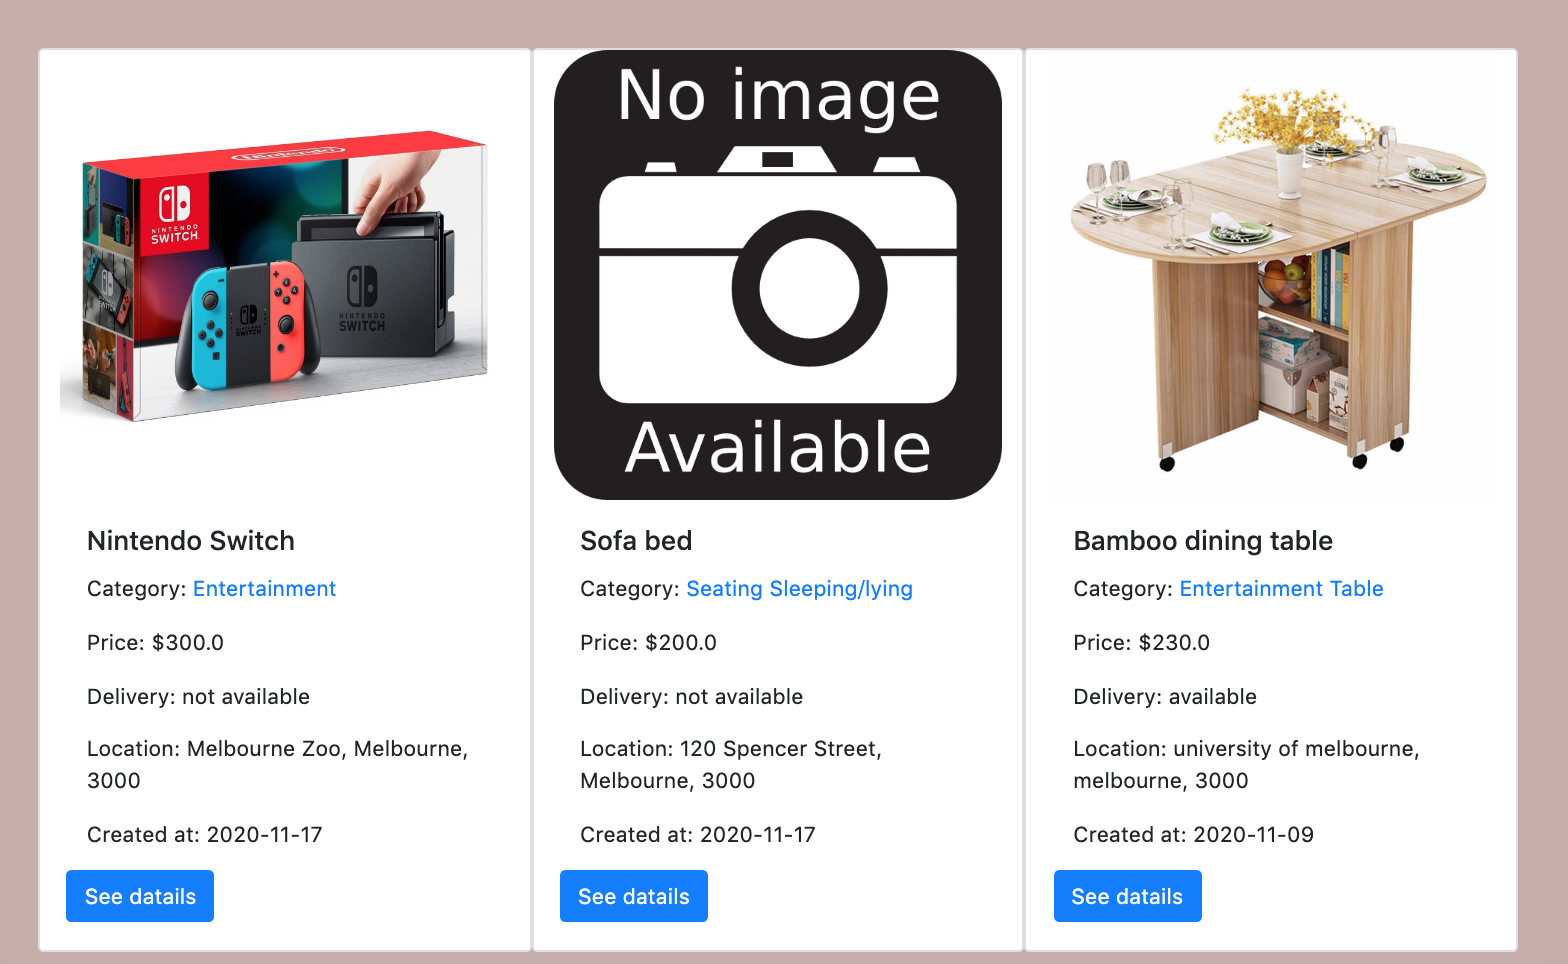 Nintendo
NINTENDO
SWITCH
NINTENDO
SWITCH
NINTENDO
SWITCH
Nintendo Switch
Category: Entertainment
Price: $300.0
Delivery: not available
Location: Melbourne Zoo, Melbourne,
3000
Created at: 2020-11-17
See datails
No image
Available
Sofa bed
Category: Seating Sleeping/lying
Price: $200.0
Delivery: not available
Location: 120 Spencer Street,
Melbourne, 3000
Created at: 2020-11-17
See datails
Bamboo dining table
Category: Entertainment Table
Price: $230.0
Delivery: available
Location: university of melbourne,
melbourne, 3000
Created at: 2020-11-09
See datails